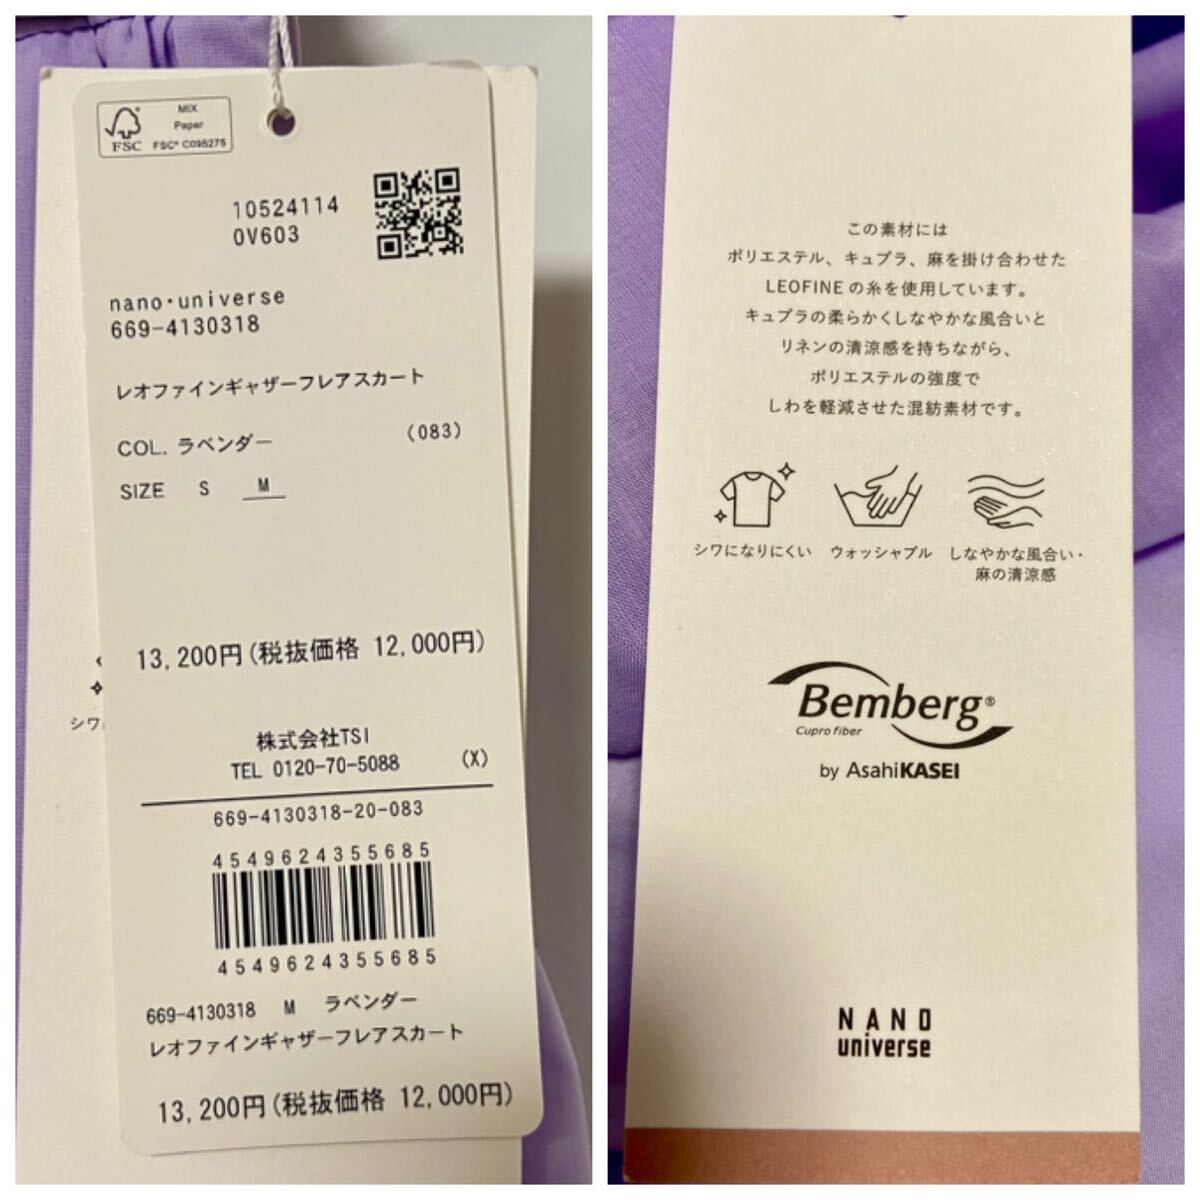 MIX
Paper
FSC
FSC® C095275
10524114
0V603
nano・universe
669-4130318
レオファインギャザーフレアスカート
COL. ラベンダー (083)
SIZE S M
13,200円(税抜価格 12,000円)
シワ
株式会社TSI
TEL 0120-70-5088 (X)
669-4130318-20-083
4549624355685
4549624355685
669-4130318 M ラベンダー
レオファインギャザーフレアスカート
13,200円(税抜価格 12,000円)
この素材には
ポリエステル、キュプラ、麻を掛け合わせた
LEOFINEの糸を使用しています。
キュプラの柔らかくしなやかな風合いと
リネンの清涼感を持ちながら、
ポリエステルの強度で
しわを軽減させた混紡素材です。
シワになりにくい
ウォッシャブル
しなやかな風合い・
麻の清涼感
Bemberg®
Cupro fiber
by AsahiKASEI
NANO
universe